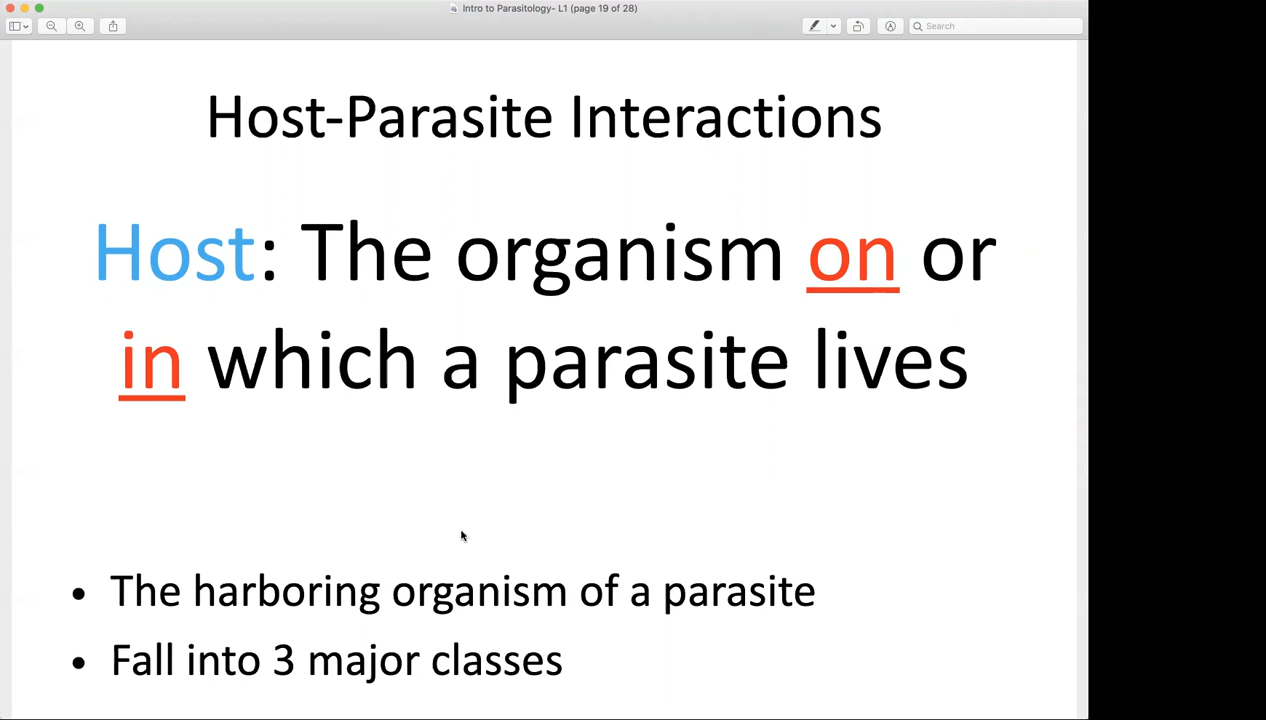 Intro to Parasitology- L1 (page 19 of 28)
Search
Host-Parasite Interactions
Host: The organism on or
in which a parasite lives
• The harboring organism of a parasite
• Fall into 3 major classes